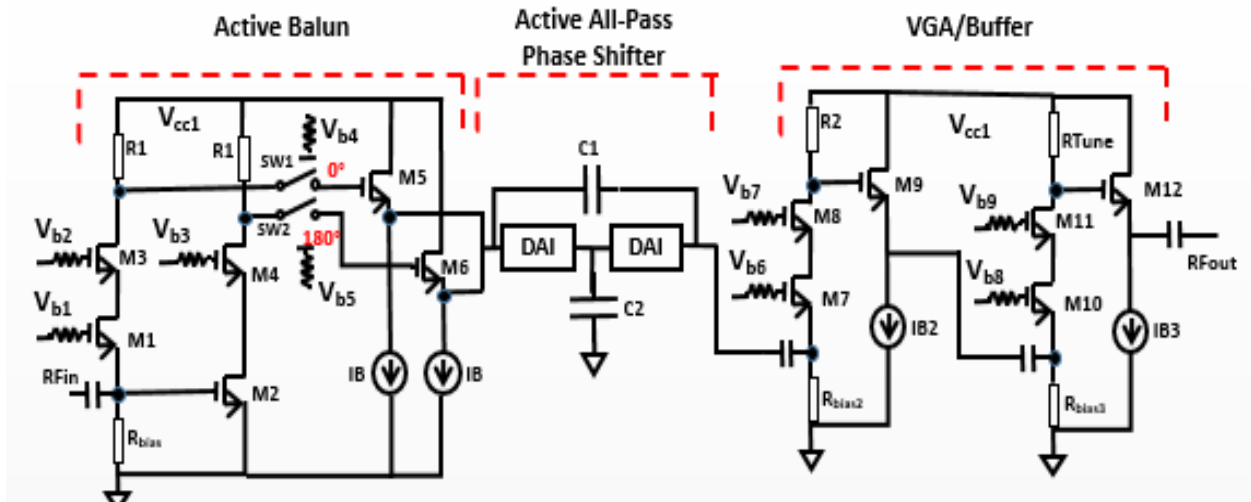 Active Balun
Active All-Pass
Phase Shifter
VGA/Buffer
Vcc1
R1
R1
Vb4
SW1
0°
SW2
180°
Vb5
M5
M6
Vb2
M3
Vb3
M4
Vb1
M1
RFin
M2
Rbias
IB
IB
C1
DAI
DAI
C2
R2
Vcc1
RTune
M9
M12
Vb7
M8
Vb9
M11
Vb6
M7
Vb8
M10
RFout
IB2
IB3
Rbias2
Rbias3